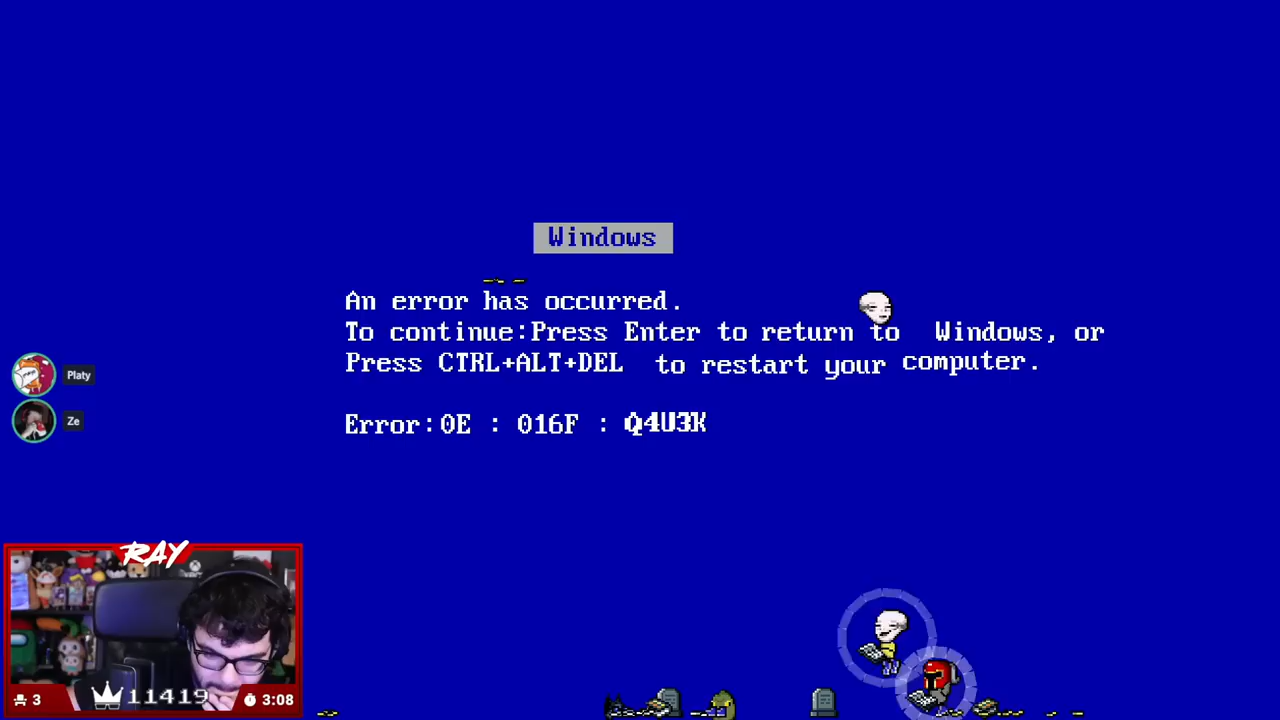 Windows
An error has occurred.
To continue:Press Enter to return to Windows, or
Press CTRL+ALT+DEL to restart your computer.
Error:0E : 016F : Q4U3K
Platy
Ze
RAY
3
11419
3:08